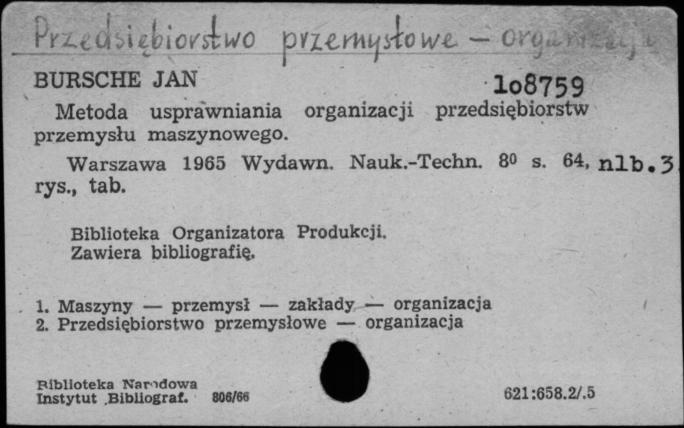 Przedsiębiorstwo przemysłowe — organizacja
BURSCHE JAN 108759
Metoda usprawniania organizacji przedsiębiorstw
przemysłu maszynowego.
Warszawa 1965 Wydawn. Nauk.-Techn. 8⁰ s. 64, nlb. 3
rys., tab.
Biblioteka Organizatora Produkcji.
Zawiera bibliografię.
1. Maszyny — przemysł — zakłady — organizacja
2. Przedsiębiorstwo przemysłowe — organizacja
Biblioteka Narodowa
Instytut Bibliograf. 806/66 621:658.2/.5